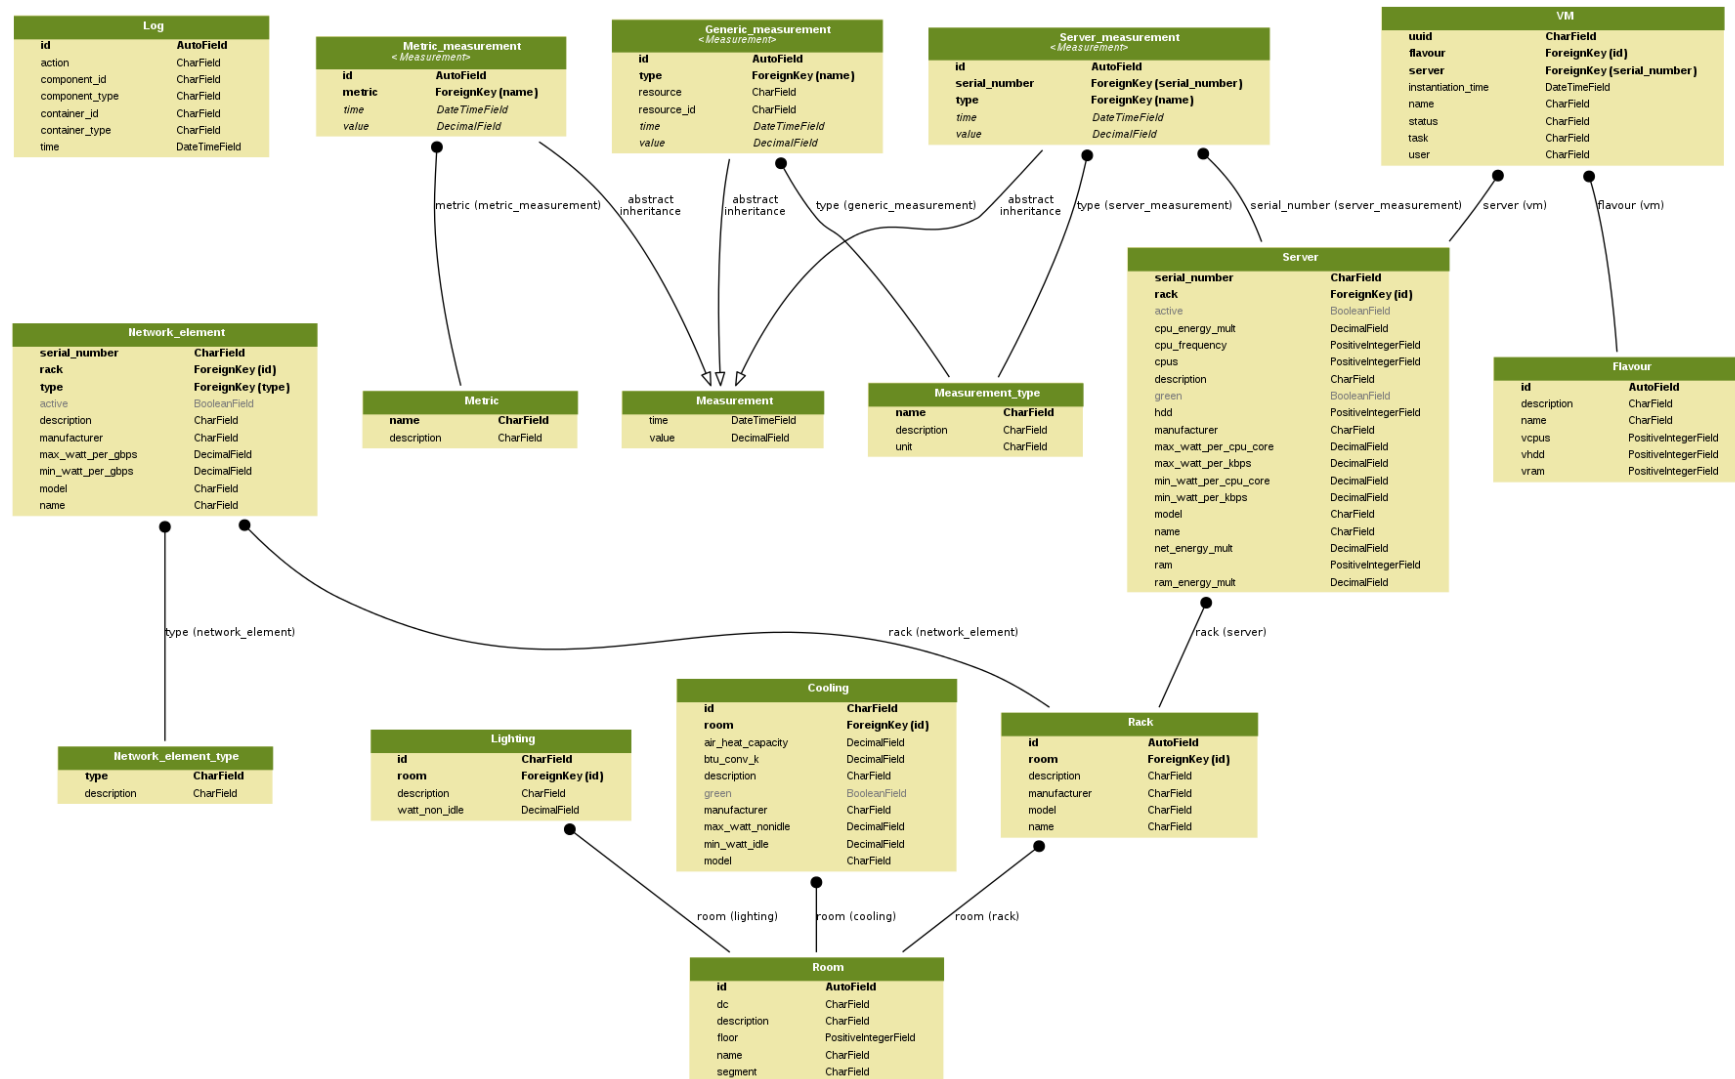 Log
id AutoField
action CharField
component_id CharField
component_type CharField
container_id CharField
container_type CharField
time DateTimeField
Metric_measurement
<Measurement>
id AutoField
metric ForeignKey (name)
time DateTimeField
value DecimalField
Generic_measurement
<Measurement>
id AutoField
type ForeignKey (name)
resource CharField
resource_id CharField
time DateTimeField
value DecimalField
Server_measurement
<Measurement>
id AutoField
serial_number ForeignKey (serial_number)
type ForeignKey (name)
time DateTimeField
value DecimalField
VM
uuid CharField
flavour ForeignKey (id)
server ForeignKey (serial_number)
instantiation_time DateTimeField
name CharField
status CharField
task CharField
user CharField
metric (metric_measurement)
abstract
inheritance
abstract
inheritance
type (generic_measurement)
abstract
inheritance
type (server_measurement)
serial_number (server_measurement)
server (vm)
flavour (vm)
Network_element
serial_number CharField
rack ForeignKey (id)
type ForeignKey (type)
active BooleanField
description CharField
manufacturer CharField
max_watt_per_gbps DecimalField
min_watt_per_gbps DecimalField
model CharField
name CharField
Metric
name CharField
description CharField
Measurement
time DateTimeField
value DecimalField
Measurement_type
name CharField
description CharField
unit CharField
Server
serial_number CharField
rack ForeignKey (id)
active BooleanField
cpu_energy_mult DecimalField
cpu_frequency PositiveIntegerField
cpus PositiveIntegerField
description CharField
green BooleanField
hdd PositiveIntegerField
manufacturer CharField
max_watt_per_cpu_core DecimalField
max_watt_per_kbps DecimalField
min_watt_per_cpu_core DecimalField
min_watt_per_kbps DecimalField
model CharField
name CharField
net_energy_mult DecimalField
ram PositiveIntegerField
ram_energy_mult DecimalField
Flavour
id AutoField
description CharField
name CharField
vcpus PositiveIntegerField
vhdd PositiveIntegerField
vram PositiveIntegerField
type (network_element)
rack (network_element)
rack (server)
Network_element_type
type CharField
description CharField
Lighting
id CharField
room ForeignKey (id)
description CharField
watt_non_idle DecimalField
Cooling
id CharField
room ForeignKey (id)
air_heat_capacity DecimalField
btu_conv_k DecimalField
description CharField
green BooleanField
manufacturer CharField
max_watt_nonidle DecimalField
min_watt_idle DecimalField
model CharField
Rack
id AutoField
room ForeignKey (id)
description CharField
manufacturer CharField
model CharField
name CharField
room (lighting)
room (cooling)
room (rack)
Room
id AutoField
dc CharField
description CharField
floor PositiveIntegerField
name CharField
segment CharField